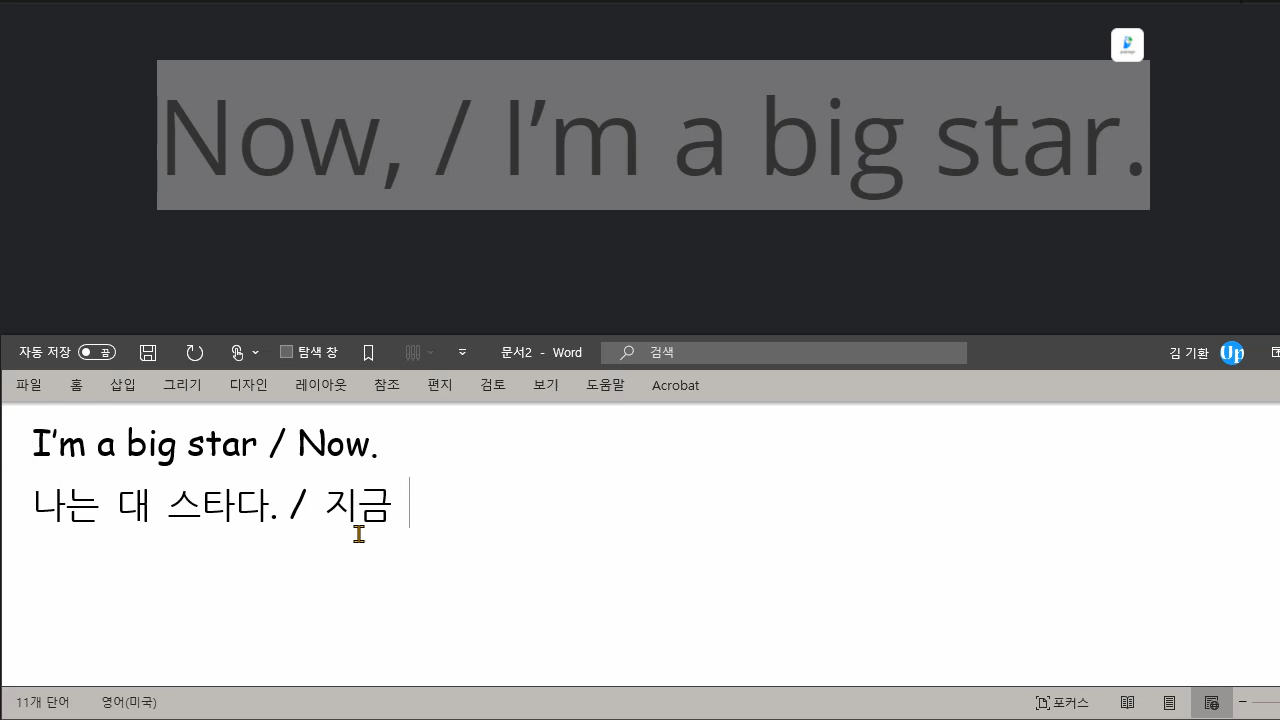 Now, / I’m a big star.
자동 저장 끔 탐색 창 문서2 - Word 검색 김 기환 Up
파일 홈 삽입 그리기 디자인 레이아웃 참조 편지 검토 보기 도움말 Acrobat
I’m a big star / Now.
나는 대 스타다. / 지금
11개 단어 영어(미국) 포커스